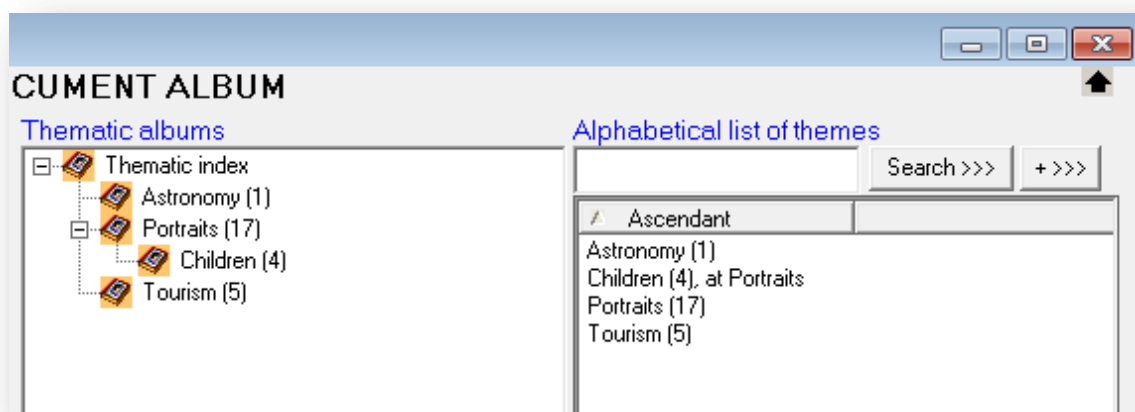 CUMENT ALBUM
Thematic albums
Thematic index
Astronomy (1)
Portraits (17)
Children (4)
Tourism (5)
Alphabetical list of themes
Search >>>
+ >>>
Ascendant
Astronomy (1)
Children (4), at Portraits
Portraits (17)
Tourism (5)